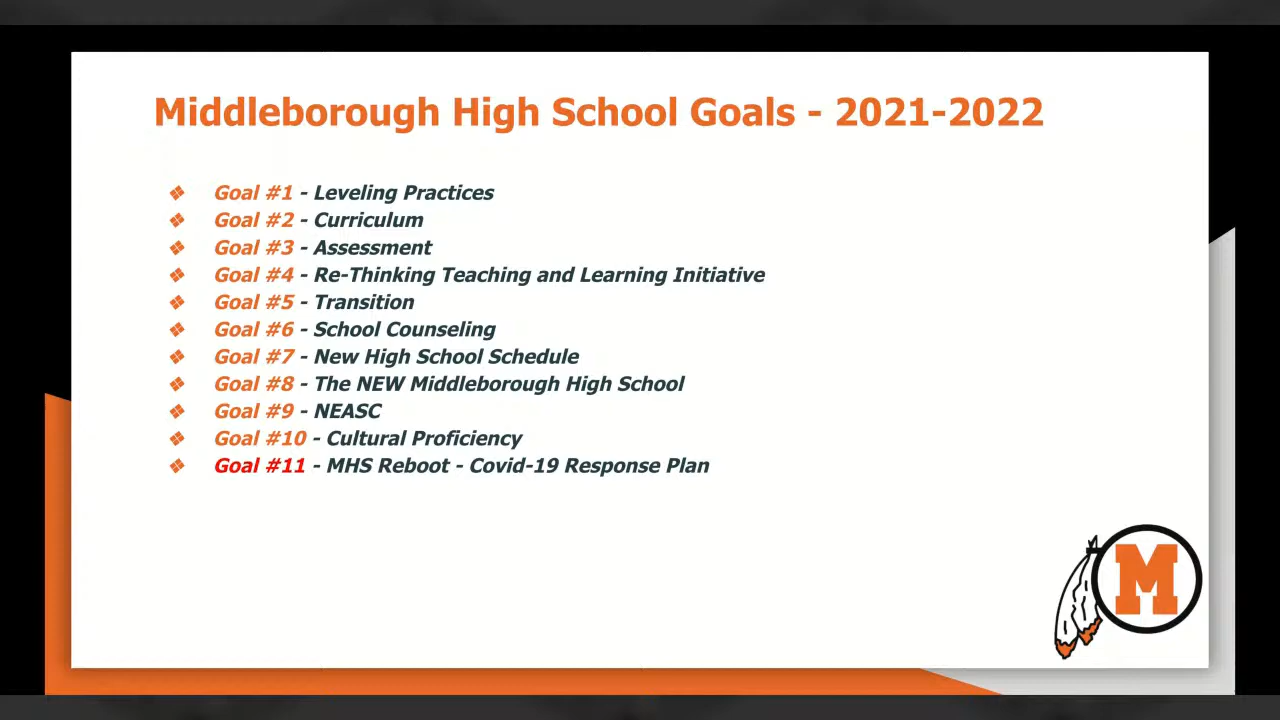 Middleborough High School Goals - 2021-2022
❖ Goal #1 - Leveling Practices
❖ Goal #2 - Curriculum
❖ Goal #3 - Assessment
❖ Goal #4 - Re-Thinking Teaching and Learning Initiative
❖ Goal #5 - Transition
❖ Goal #6 - School Counseling
❖ Goal #7 - New High School Schedule
❖ Goal #8 - The NEW Middleborough High School
❖ Goal #9 - NEASC
❖ Goal #10 - Cultural Proficiency
❖ Goal #11 - MHS Reboot - Covid-19 Response Plan
M